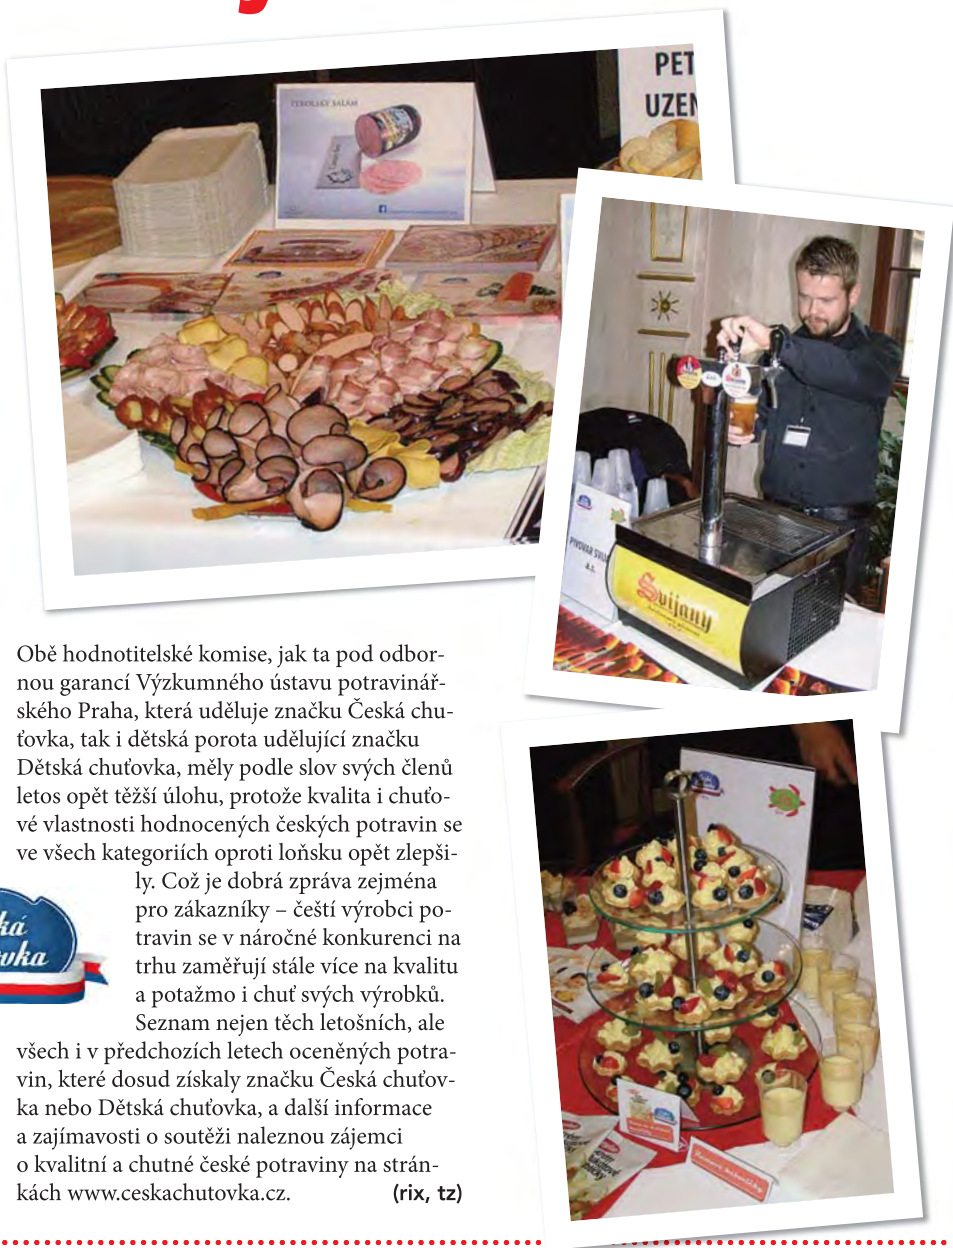 TYROLSKÝ SALÁM
PET
UZEN
PIVOVAR SVIJ
a.s.
Svijany
Obě hodnotitelské komise, jak ta pod odbor-
nou garancí Výzkumného ústavu potravinář-
ského Praha, která uděluje značku Česká chu-
ťovka, tak i dětská porota udělující značku
Dětská chuťovka, měly podle slov svých členů
letos opět těžší úlohu, protože kvalita i chuťo-
vé vlastnosti hodnocených českých potravin se
ve všech kategoriích oproti loňsku opět zlepši-
ly. Což je dobrá zpráva zejména
pro zákazníky – čeští výrobci po-
travin se v náročné konkurenci na
trhu zaměřují stále více na kvalitu
a potažmo i chuť svých výrobků.
Seznam nejen těch letošních, ale
všech i v předchozích letech oceněných potra-
vin, které dosud získaly značku Česká chuťov-
ka nebo Dětská chuťovka, a další informace
a zajímavosti o soutěži naleznou zájemci
o kvalitní a chutné české potraviny na strán-
kách www.ceskachutovka.cz. (rix, tz)
ká
ovka